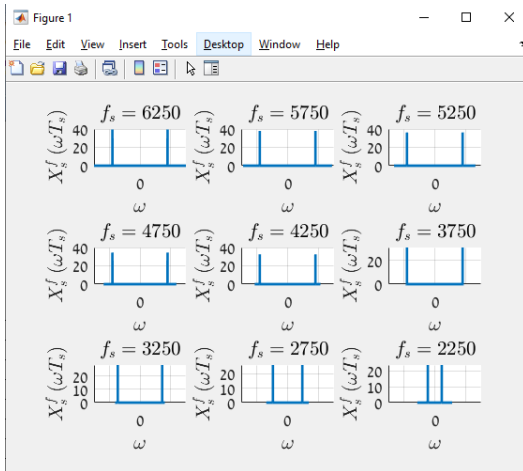 Figure 1
File Edit View Insert Tools Desktop Window Help
f_s = 6250 f_s = 5750 f_s = 5250
X_s^f(ωT_s) X_s^f(ωT_s) X_s^f(ωT_s)
40 40 40
20 20 20
0 0 0
0 0 0
ω ω ω
f_s = 4750 f_s = 4250 f_s = 3750
X_s^f(ωT_s) X_s^f(ωT_s) X_s^f(ωT_s)
40 40
20 20 20
0 0 0
0 0 0
ω ω ω
f_s = 3250 f_s = 2750 f_s = 2250
X_s^f(ωT_s) X_s^f(ωT_s) X_s^f(ωT_s)
20 20 20
10 10 10
0 0 0
0 0 0
ω ω ω